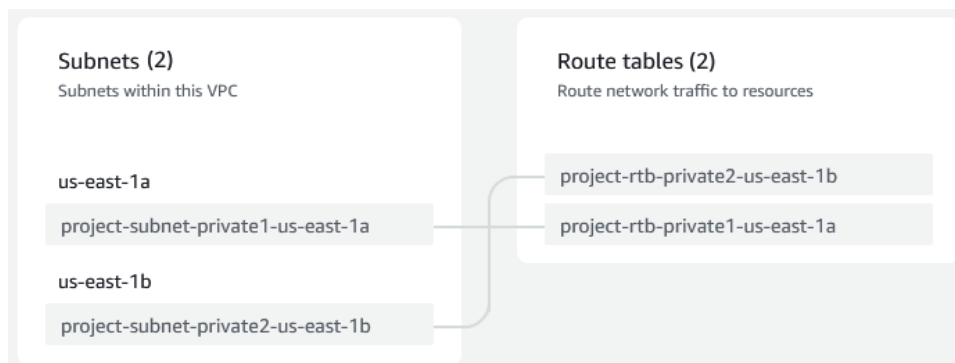 Subnets (2)
Subnets within this VPC
us-east-1a
project-subnet-private1-us-east-1a
us-east-1b
project-subnet-private2-us-east-1b
Route tables (2)
Route network traffic to resources
project-rtb-private2-us-east-1b
project-rtb-private1-us-east-1a